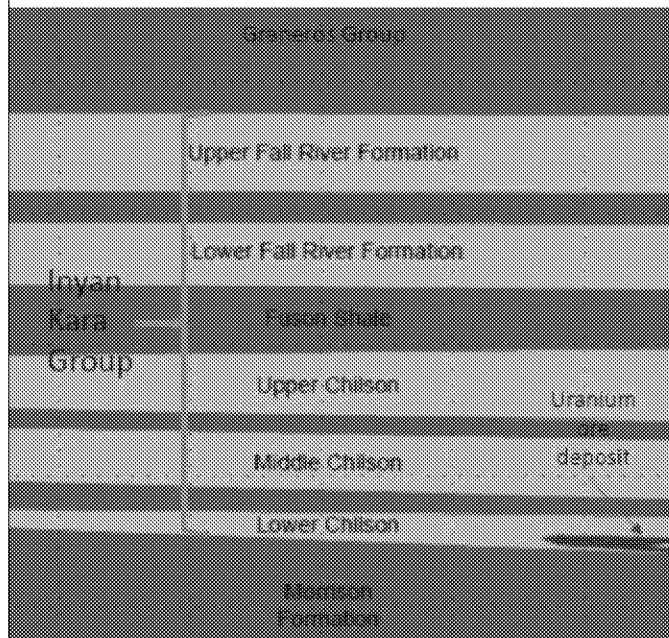 Graneros Group
Upper Fall River Formation
Lower Fall River Formation
Inyan
Kara
Group
Fuson Shale
Upper Chilson
Uranium
ore
deposit
Middle Chilson
Lower Chilson
Morrison
Formation